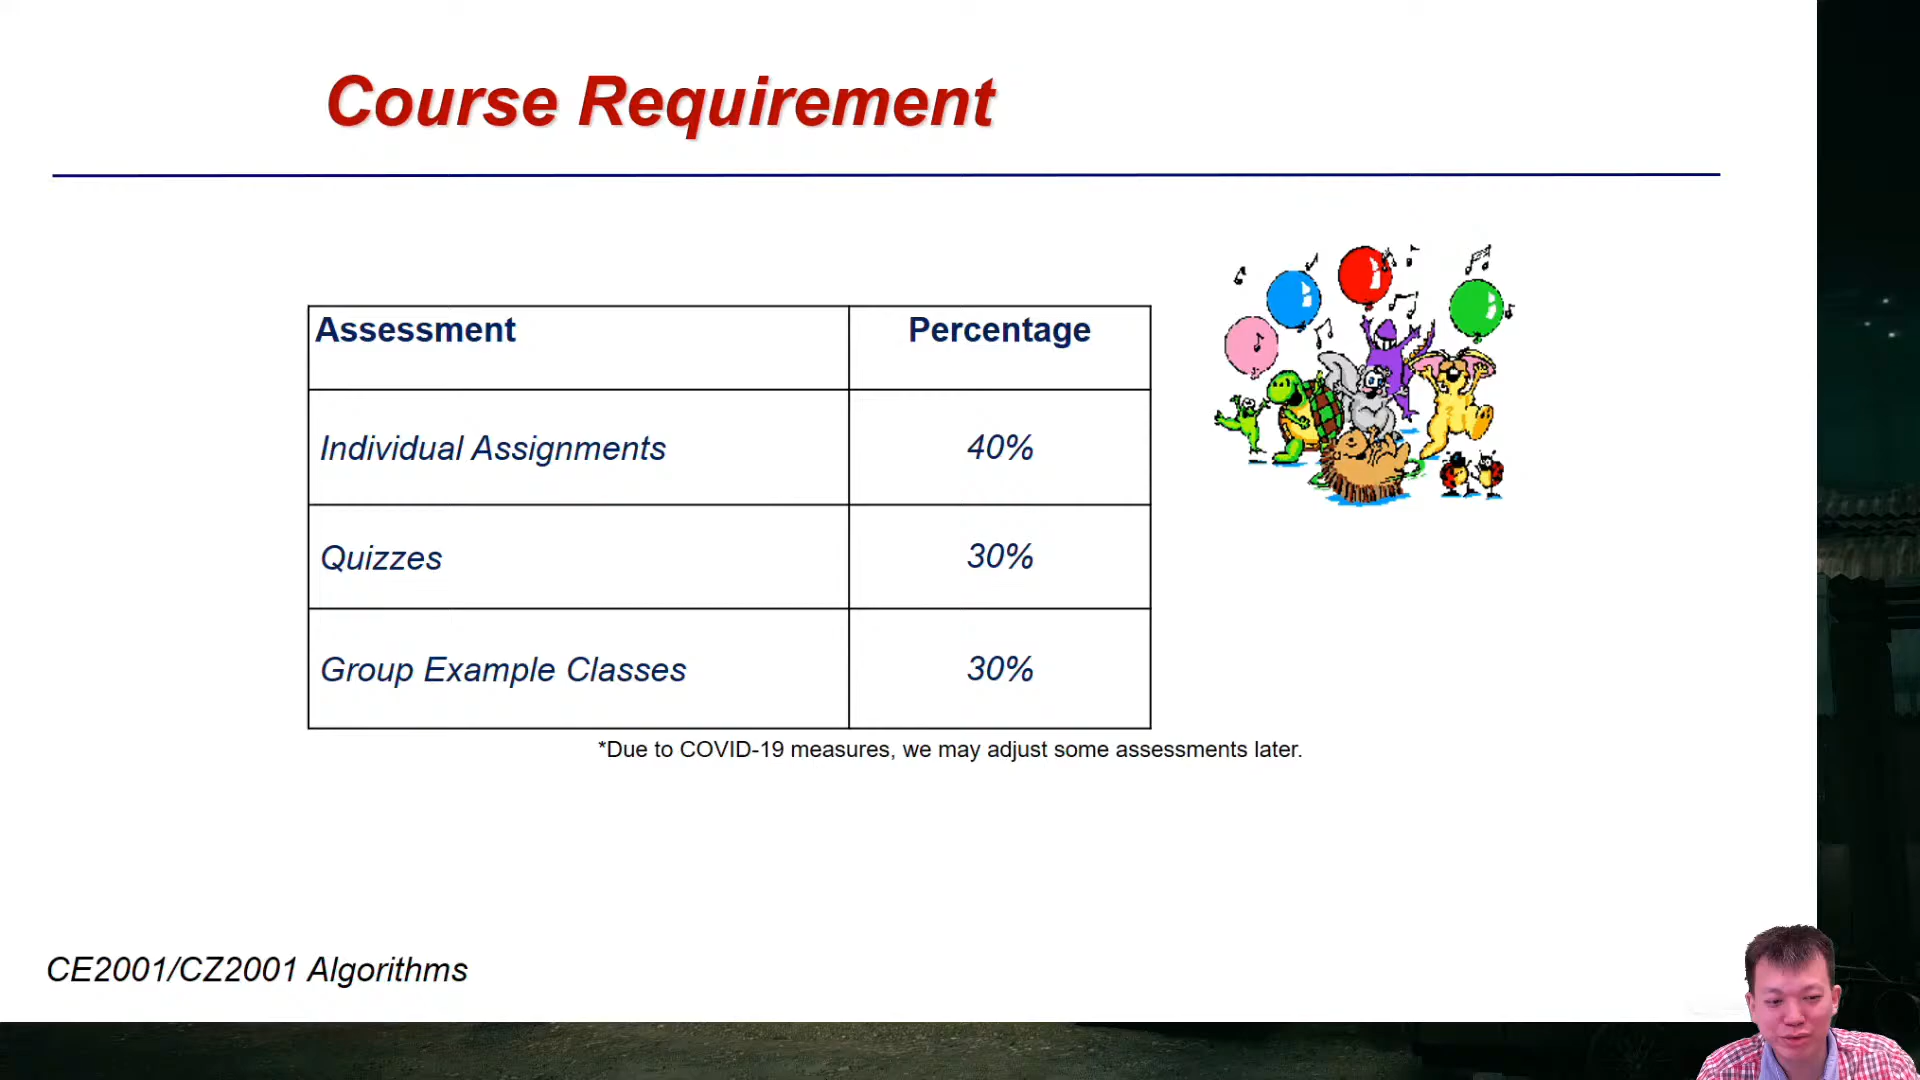 Course Requirement
Assessment Percentage
Individual Assignments 40%
Quizzes 30%
Group Example Classes 30%
*Due to COVID-19 measures, we may adjust some assessments later.
CE2001/CZ2001 Algorithms